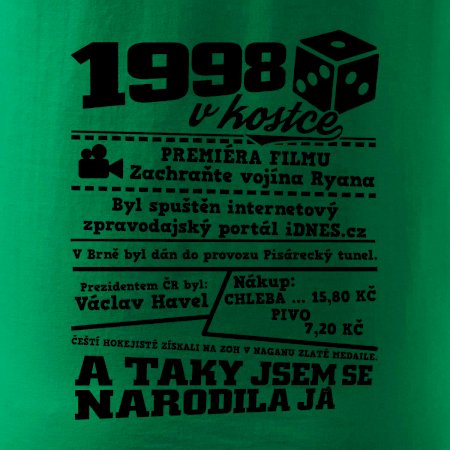 1998
v kostce
PREMIÉRA FILMU
Zachraňte vojína Ryana
Byl spuštěn internetový
zpravodajský portál iDNES.cz
V Brně byl dán do provozu Pisárecký tunel.
Prezidentem ČR byl:
Václav Havel
Nákup:
CHLEBA ... 15,80 KČ
PIVO
7,20 KČ
ČEŠTÍ HOKEJISTÉ ZÍSKALI NA ZOH V NAGANU ZLATÉ MEDAILE.
A TAKY JSEM SE
NARODILA JÁ